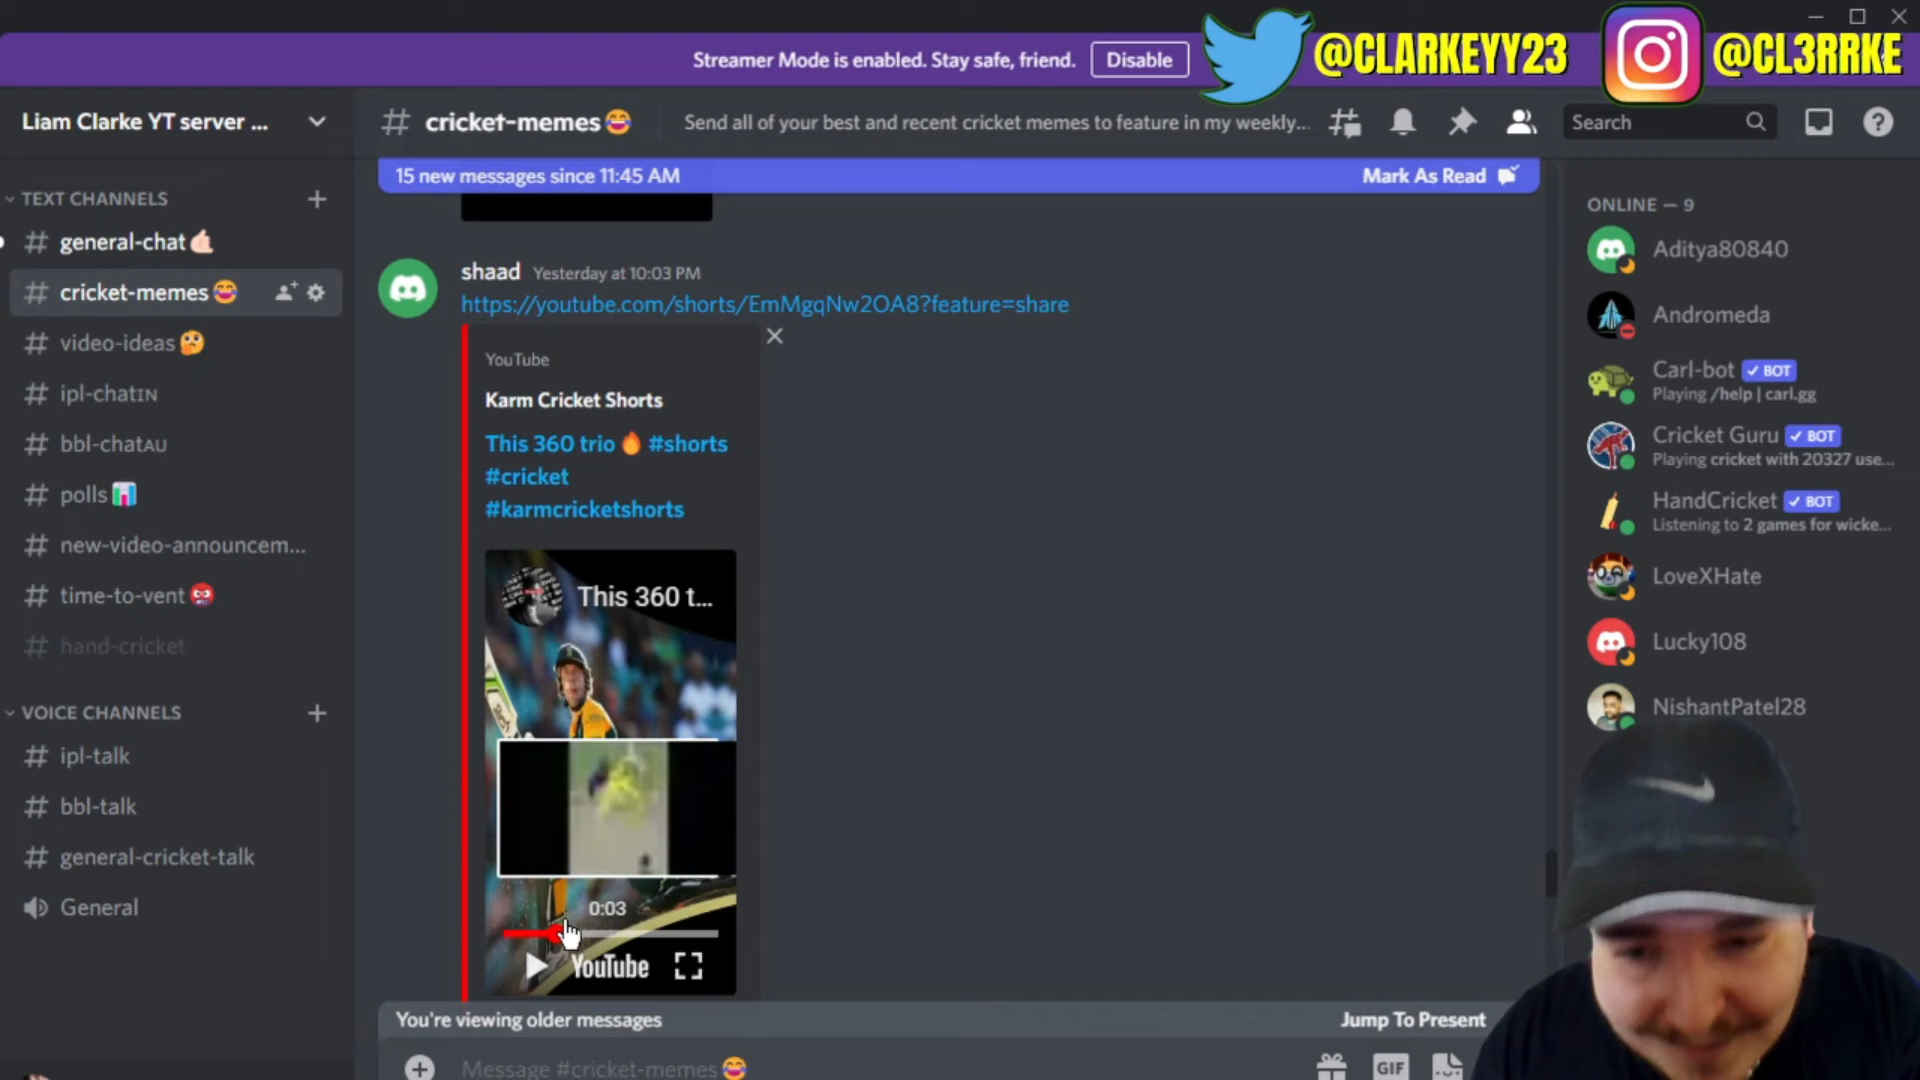 Streamer Mode is enabled. Stay safe, friend.
Disable
@CLARKEYY23
@CL3RRKE
Liam Clarke YT server ...
cricket-memes😂
Send all of your best and recent cricket memes to feature in my weekly...
Search
15 new messages since 11:45 AM
Mark As Read
TEXT CHANNELS
general-chat🤙🏻
cricket-memes😂
video-ideas🤔
ipl-chatIN
bbl-chatAU
polls📊
new-video-announcem...
time-to-vent👹
hand-cricket
VOICE CHANNELS
ipl-talk
bbl-talk
general-cricket-talk
General
shaad Yesterday at 10:03 PM
https://youtube.com/shorts/EmMgqNw2OA8?feature=share
YouTube
Karm Cricket Shorts
This 360 trio🔥 #shorts
#cricket
#karmcricketshorts
This 360 t...
0:03
YouTube
You're viewing older messages
Jump To Present
Message #cricket-memes😂
GIF
ONLINE — 9
Aditya80840
Andromeda
Carl-bot ✓ BOT
Playing /help | carl.gg
Cricket Guru ✓ BOT
Playing cricket with 20327 use...
HandCricket ✓ BOT
Listening to 2 games for wicke...
LoveXHate
Lucky108
NishantPatel28